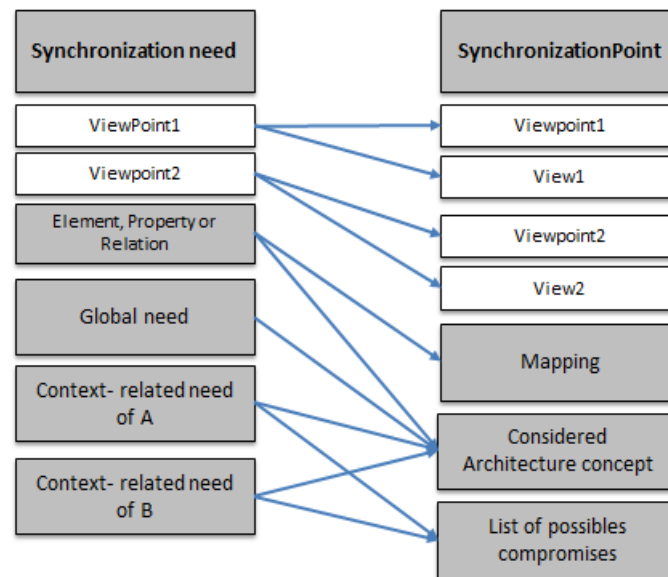 Synchronization need
ViewPoint1
Viewpoint2
Element, Property or
Relation
Global need
Context- related need
of A
Context- related need
of B
SynchronizationPoint
Viewpoint1
View1
Viewpoint2
View2
Mapping
Considered
Architecture concept
List of possibles
compromises